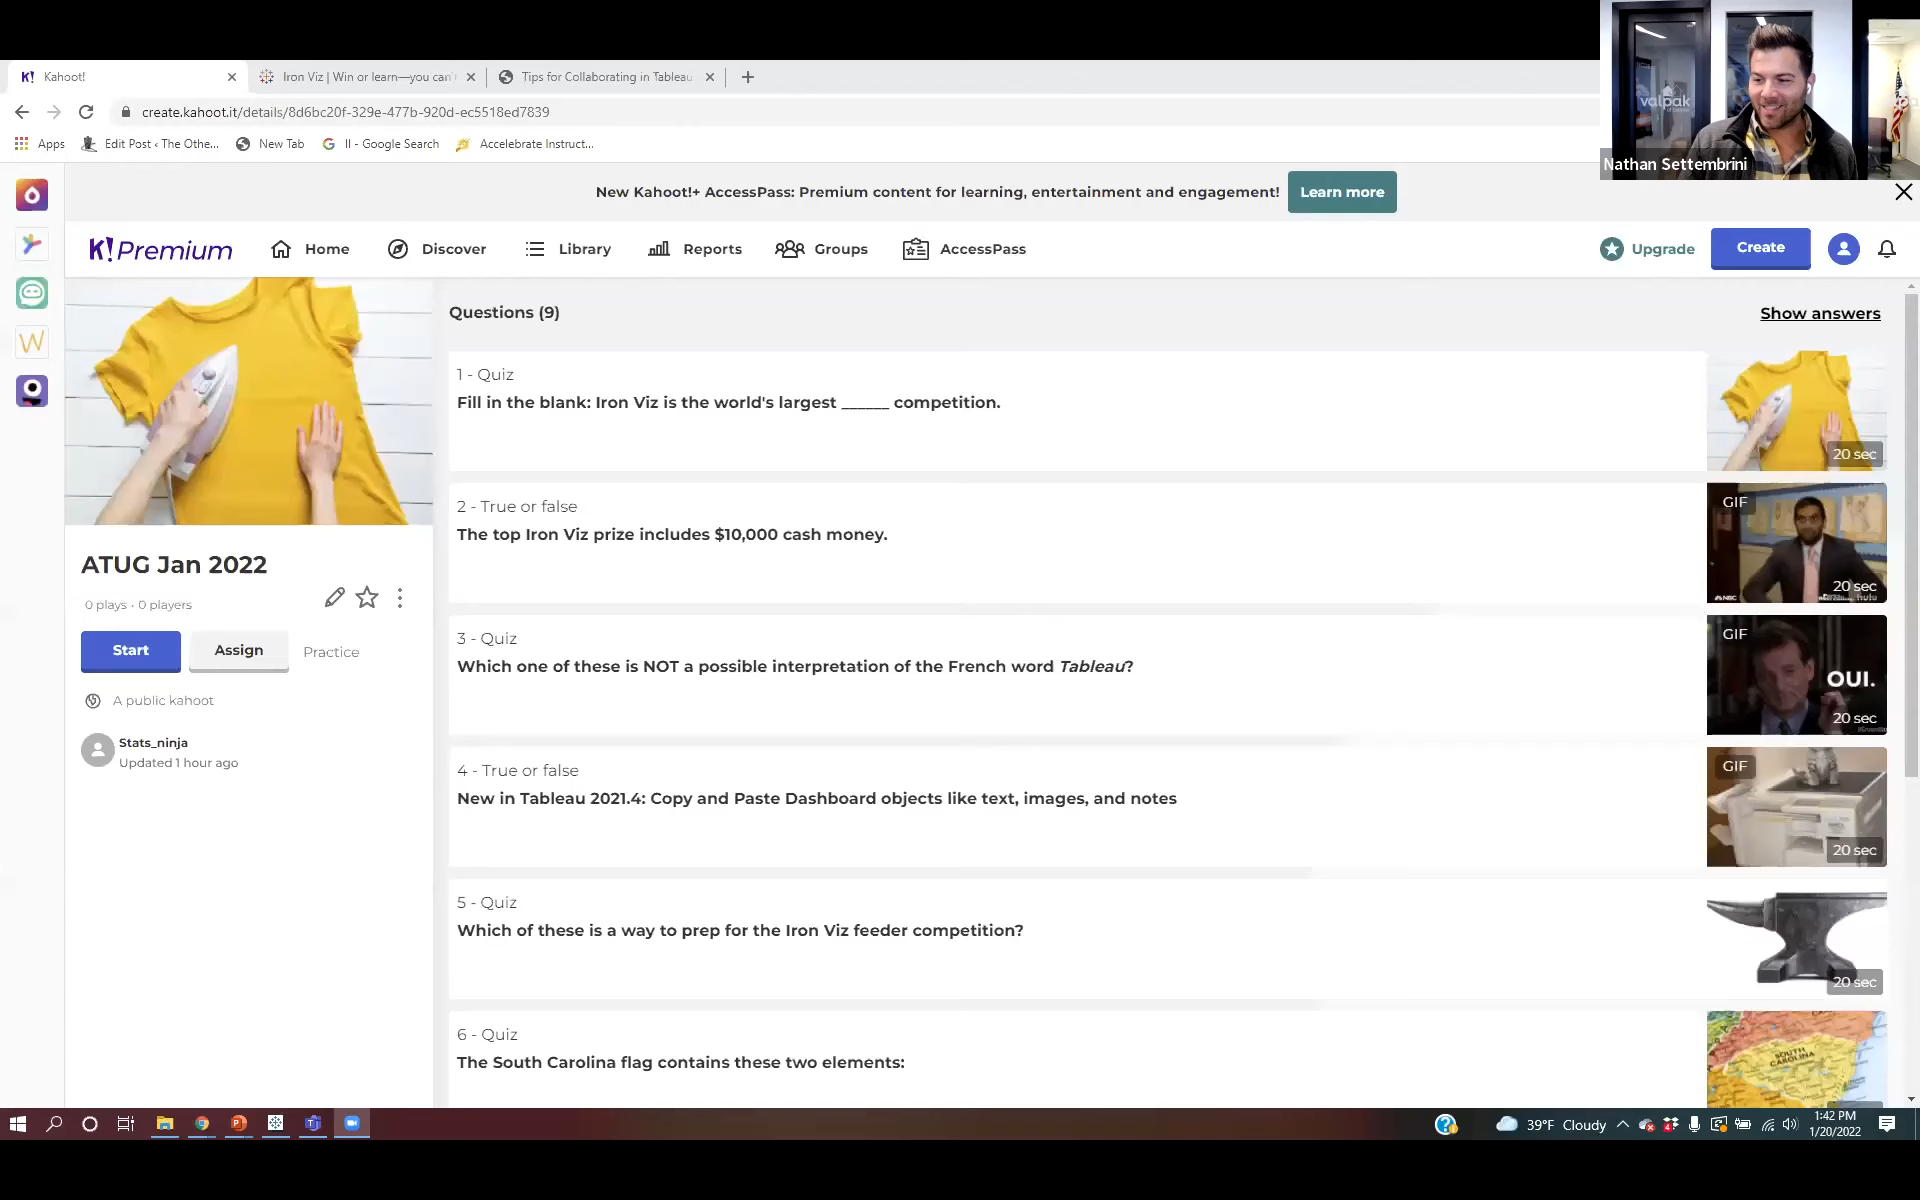 Kahoot!
Iron Viz | Win or learn—you can'
Tips for Collaborating in Tableau
create.kahoot.it/details/8d6bc20f-329e-477b-920d-ec5518ed7839
Apps
Edit Post ‹ The Othe...
New Tab
II - Google Search
Accelebrate Instruct...
valpak
Nathan Settembrini
New Kahoot!+ AccessPass: Premium content for learning, entertainment and engagement!
Learn more
K! Premium
Home
Discover
Library
Reports
Groups
AccessPass
Upgrade
Create
Questions (9)
Show answers
1 - Quiz
Fill in the blank: Iron Viz is the world's largest ______ competition.
20 sec
2 - True or false
The top Iron Viz prize includes $10,000 cash money.
GIF
20 sec
NBC
hulu
ATUG Jan 2022
0 plays · 0 players
Start
Assign
Practice
A public kahoot
Stats_ninja
Updated 1 hour ago
3 - Quiz
Which one of these is NOT a possible interpretation of the French word Tableau?
GIF
OUI.
20 sec
4 - True or false
New in Tableau 2021.4: Copy and Paste Dashboard objects like text, images, and notes
GIF
20 sec
5 - Quiz
Which of these is a way to prep for the Iron Viz feeder competition?
20 sec
6 - Quiz
The South Carolina flag contains these two elements:
SOUTH
CAROLINA
39°F Cloudy
1:42 PM
1/20/2022